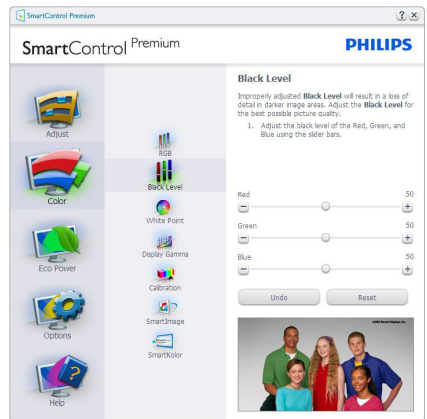 SmartControl Premium
SmartControl Premium
PHILIPS
Adjust
Color
Eco Power
Options
Help
RGB
Black Level
White Point
Display Gamma
Calibration
SmartImage
SmartKolor
Black Level
Improperly adjusted Black Level will result in a loss of
detail in darker image areas. Adjust the Black Level for
the best possible picture quality.
1. Adjust the black level of the Red, Green, and
Blue using the slider bars.
Red 50
Green 50
Blue 50
Undo Reset